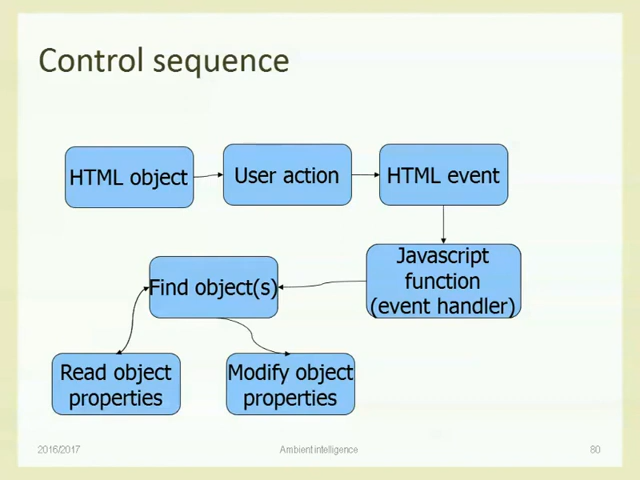 Control sequence
HTML object
User action
HTML event
Javascript
function
(event handler)
Find object(s)
Read object
properties
Modify object
properties
2016/2017
Ambient intelligence
80